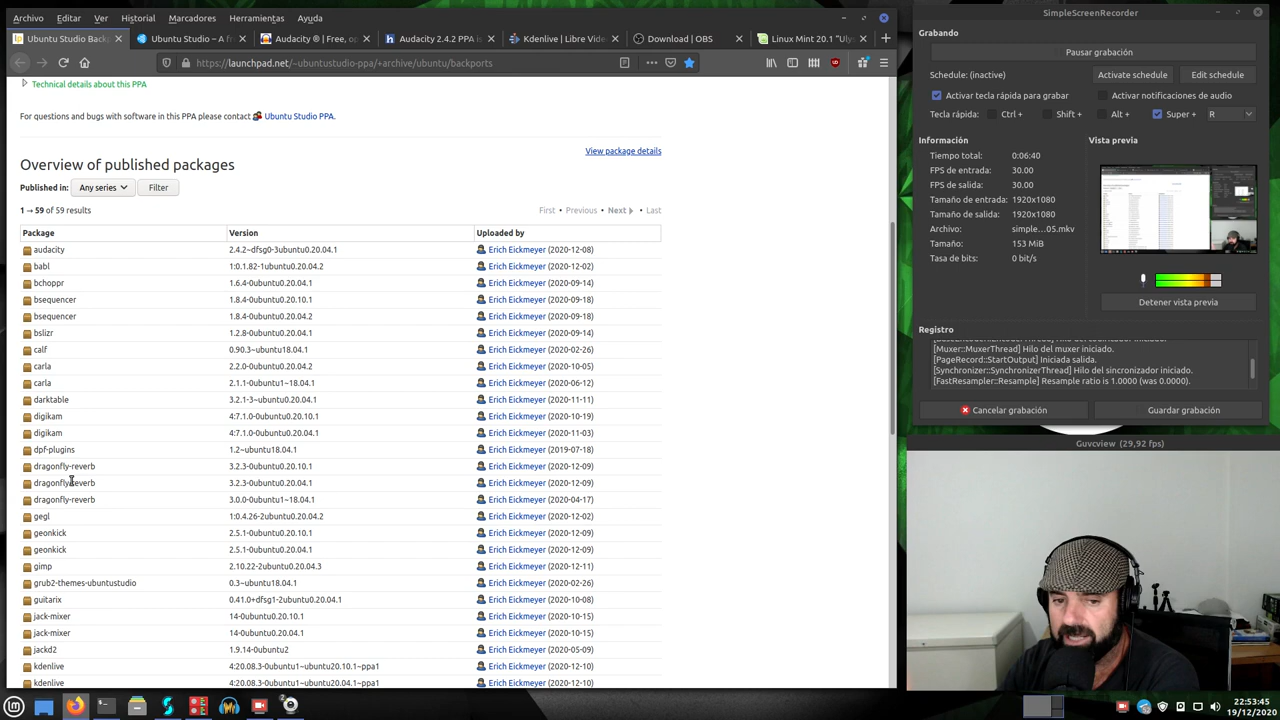 Archivo Editar Ver Historial Marcadores Herramientas Ayuda
Ubuntu Studio Back
Ubuntu Studio – A fr
Audacity ® | Free, o
Audacity 2.4.2 PPA is
Kdenlive | Libre Vide
Download | OBS
Linux Mint 20.1 "Uly
https://launchpad.net/~ubuntustudio-ppa/+archive/ubuntu/backports
Technical details about this PPA
For questions and bugs with software in this PPA please contact Ubuntu Studio PPA.
View package details
Overview of published packages
Published in: Any series Filter
1 → 59 of 59 results First • Previous • Next • Last
Package Version Uploaded by
audacity 2.4.2~dfsg0-3ubuntu0.20.04.1 Erich Eickmeyer (2020-12-08)
babl 1:0.1.82-1ubuntu0.20.04.2 Erich Eickmeyer (2020-12-02)
bchoppr 1.6.4-0ubuntu0.20.04.1 Erich Eickmeyer (2020-09-14)
bsequencer 1.8.4-0ubuntu0.20.10.1 Erich Eickmeyer (2020-09-18)
bsequencer 1.8.4-0ubuntu0.20.04.2 Erich Eickmeyer (2020-09-18)
bslizr 1.2.8-0ubuntu0.20.04.1 Erich Eickmeyer (2020-09-14)
calf 0.90.3~ubuntu18.04.1 Erich Eickmeyer (2020-02-26)
carla 2.2.0-0ubuntu0.20.04.2 Erich Eickmeyer (2020-10-05)
carla 2.1.1-0ubuntu1~18.04.1 Erich Eickmeyer (2020-06-12)
darktable 3.2.1-3~ubuntu0.20.04.1 Erich Eickmeyer (2020-11-11)
digikam 4:7.1.0-0ubuntu0.20.10.1 Erich Eickmeyer (2020-10-19)
digikam 4:7.1.0-0ubuntu0.20.04.1 Erich Eickmeyer (2020-11-03)
dpf-plugins 1.2~ubuntu18.04.1 Erich Eickmeyer (2019-07-18)
dragonfly-reverb 3.2.3-0ubuntu0.20.10.1 Erich Eickmeyer (2020-12-09)
dragonfly-reverb 3.2.3-0ubuntu0.20.04.1 Erich Eickmeyer (2020-12-09)
dragonfly-reverb 3.0.0-0ubuntu1~18.04.1 Erich Eickmeyer (2020-04-17)
gegl 1:0.4.26-2ubuntu0.20.04.2 Erich Eickmeyer (2020-12-02)
geonkick 2.5.1-0ubuntu0.20.10.1 Erich Eickmeyer (2020-12-09)
geonkick 2.5.1-0ubuntu0.20.04.1 Erich Eickmeyer (2020-12-09)
gimp 2.10.22-2ubuntu0.20.04.3 Erich Eickmeyer (2020-12-11)
grub2-themes-ubuntustudio 0.3~ubuntu18.04.1 Erich Eickmeyer (2020-02-26)
guitarix 0.41.0+dfsg1-2ubuntu0.20.04.1 Erich Eickmeyer (2020-10-08)
jack-mixer 14-0ubuntu0.20.10.1 Erich Eickmeyer (2020-10-15)
jack-mixer 14-0ubuntu0.20.04.1 Erich Eickmeyer (2020-10-15)
jackd2 1.9.14-0ubuntu2 Erich Eickmeyer (2020-05-09)
kdenlive 4:20.08.3-0ubuntu1~ubuntu20.10.1~ppa1 Erich Eickmeyer (2020-12-10)
kdenlive 4:20.08.3-0ubuntu1~ubuntu20.04.1~ppa1 Erich Eickmeyer (2020-12-10)
SimpleScreenRecorder
Grabando
Pausar grabación
Schedule: (inactive) Activate schedule Edit schedule
Activar tecla rápida para grabar Activar notificaciones de audio
Tecla rápida: Ctrl + Shift + Alt + Super + R
Información Vista previa
Tiempo total: 0:06:40
FPS de entrada: 30.00
FPS de salida: 30.00
Tamaño de entrada: 1920x1080
Tamaño de salida: 1920x1080
Archivo: simple…05.mkv
Tamaño: 153 MiB
Tasa de bits: 0 bit/s
Detener vista previa
Registro
[Muxer::MuxerThread] Hilo del muxer iniciado.
[PageRecord::StartOutput] Iniciada salida.
[Synchronizer::SynchronizerThread] Hilo del sincronizador iniciado.
[FastResampler::Resample] Resample ratio is 1.0000 (was 0.0000).
Cancelar grabación Guardar grabación
Guvcview (29,92 fps)
22:53:45
19/12/2020